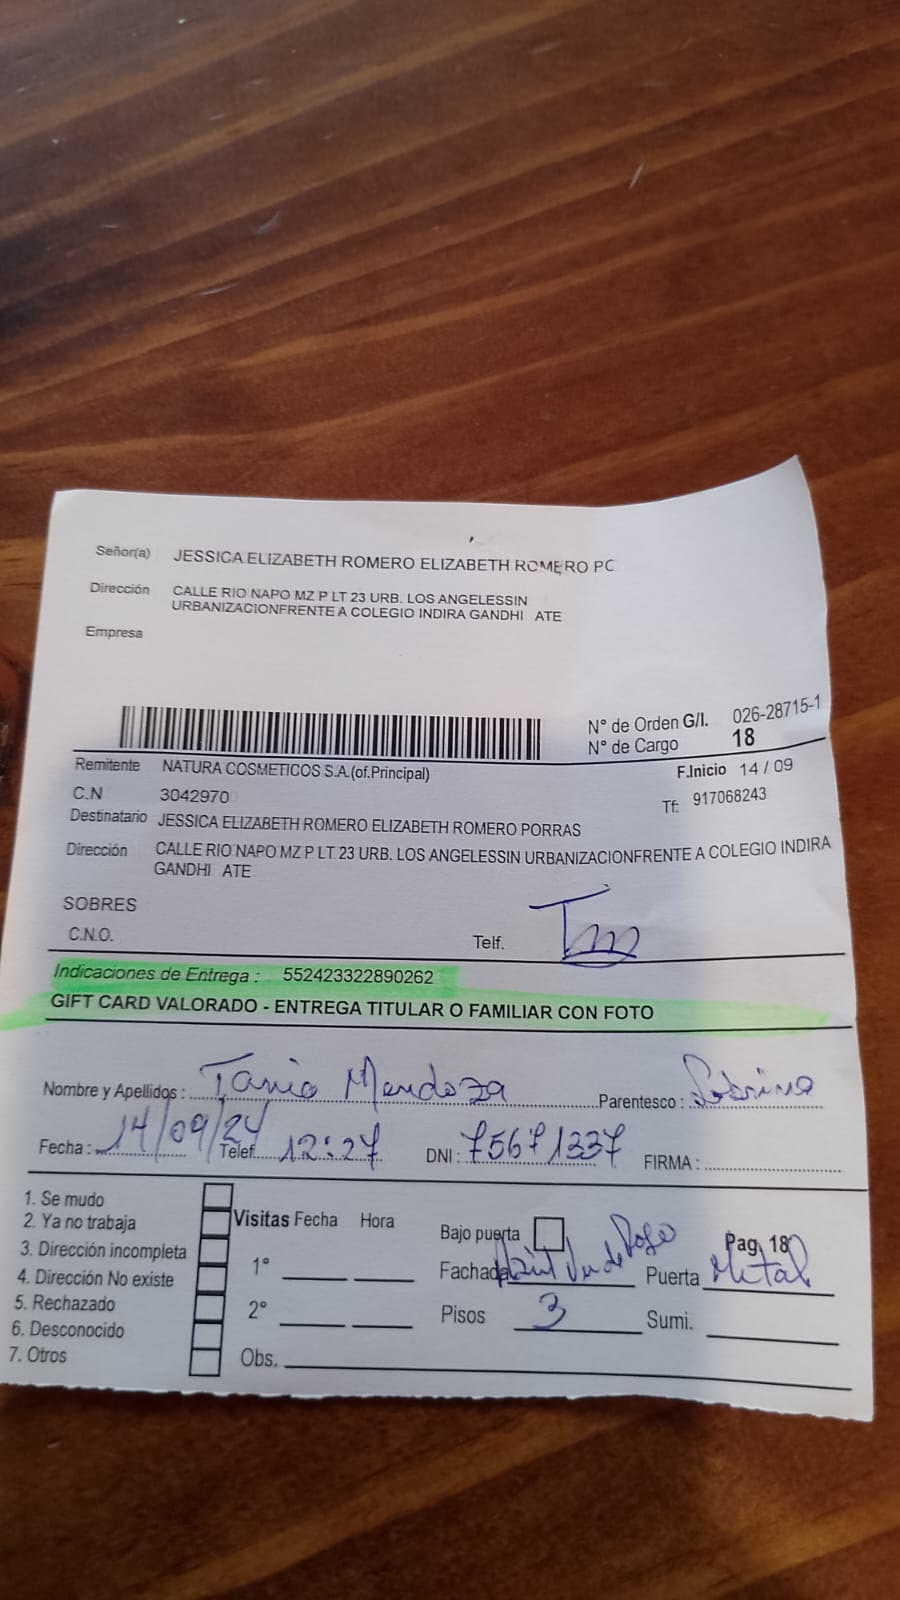 Señor(a) JESSICA ELIZABETH ROMERO ELIZABETH ROMERO PC
Dirección CALLE RIO NAPO MZ P LT 23 URB. LOS ANGELESSIN
URBANIZACIONFRENTE A COLEGIO INDIRA GANDHI ATE
Empresa
N° de Orden G/I. 026-28715-1
N° de Cargo 18
Remitente NATURA COSMETICOS S.A.(of.Principal)
F.Inicio 14 / 09
C.N 3042970
Tf: 917068243
Destinatario JESSICA ELIZABETH ROMERO ELIZABETH ROMERO PORRAS
Dirección CALLE RIO NAPO MZ P LT 23 URB. LOS ANGELESSIN URBANIZACIONFRENTE A COLEGIO INDIRA
GANDHI ATE
SOBRES
C.N.O.
Telf.
Indicaciones de Entrega : 552423322890262
GIFT CARD VALORADO - ENTREGA TITULAR O FAMILIAR CON FOTO
Nombre y Apellidos : Tania Mendoza Parentesco : Sobrina
Fecha : 14/09/24 Telef. 12:27 DNI : 75671337 FIRMA :
1. Se mudo
2. Ya no trabaja
3. Dirección incompleta
4. Dirección No existe
5. Rechazado
6. Desconocido
7. Otros
Visitas Fecha Hora
1°
2°
Obs.
Bajo puerta Pag. 18
Fachada Puerta Metal
Pisos 3 Sumi.